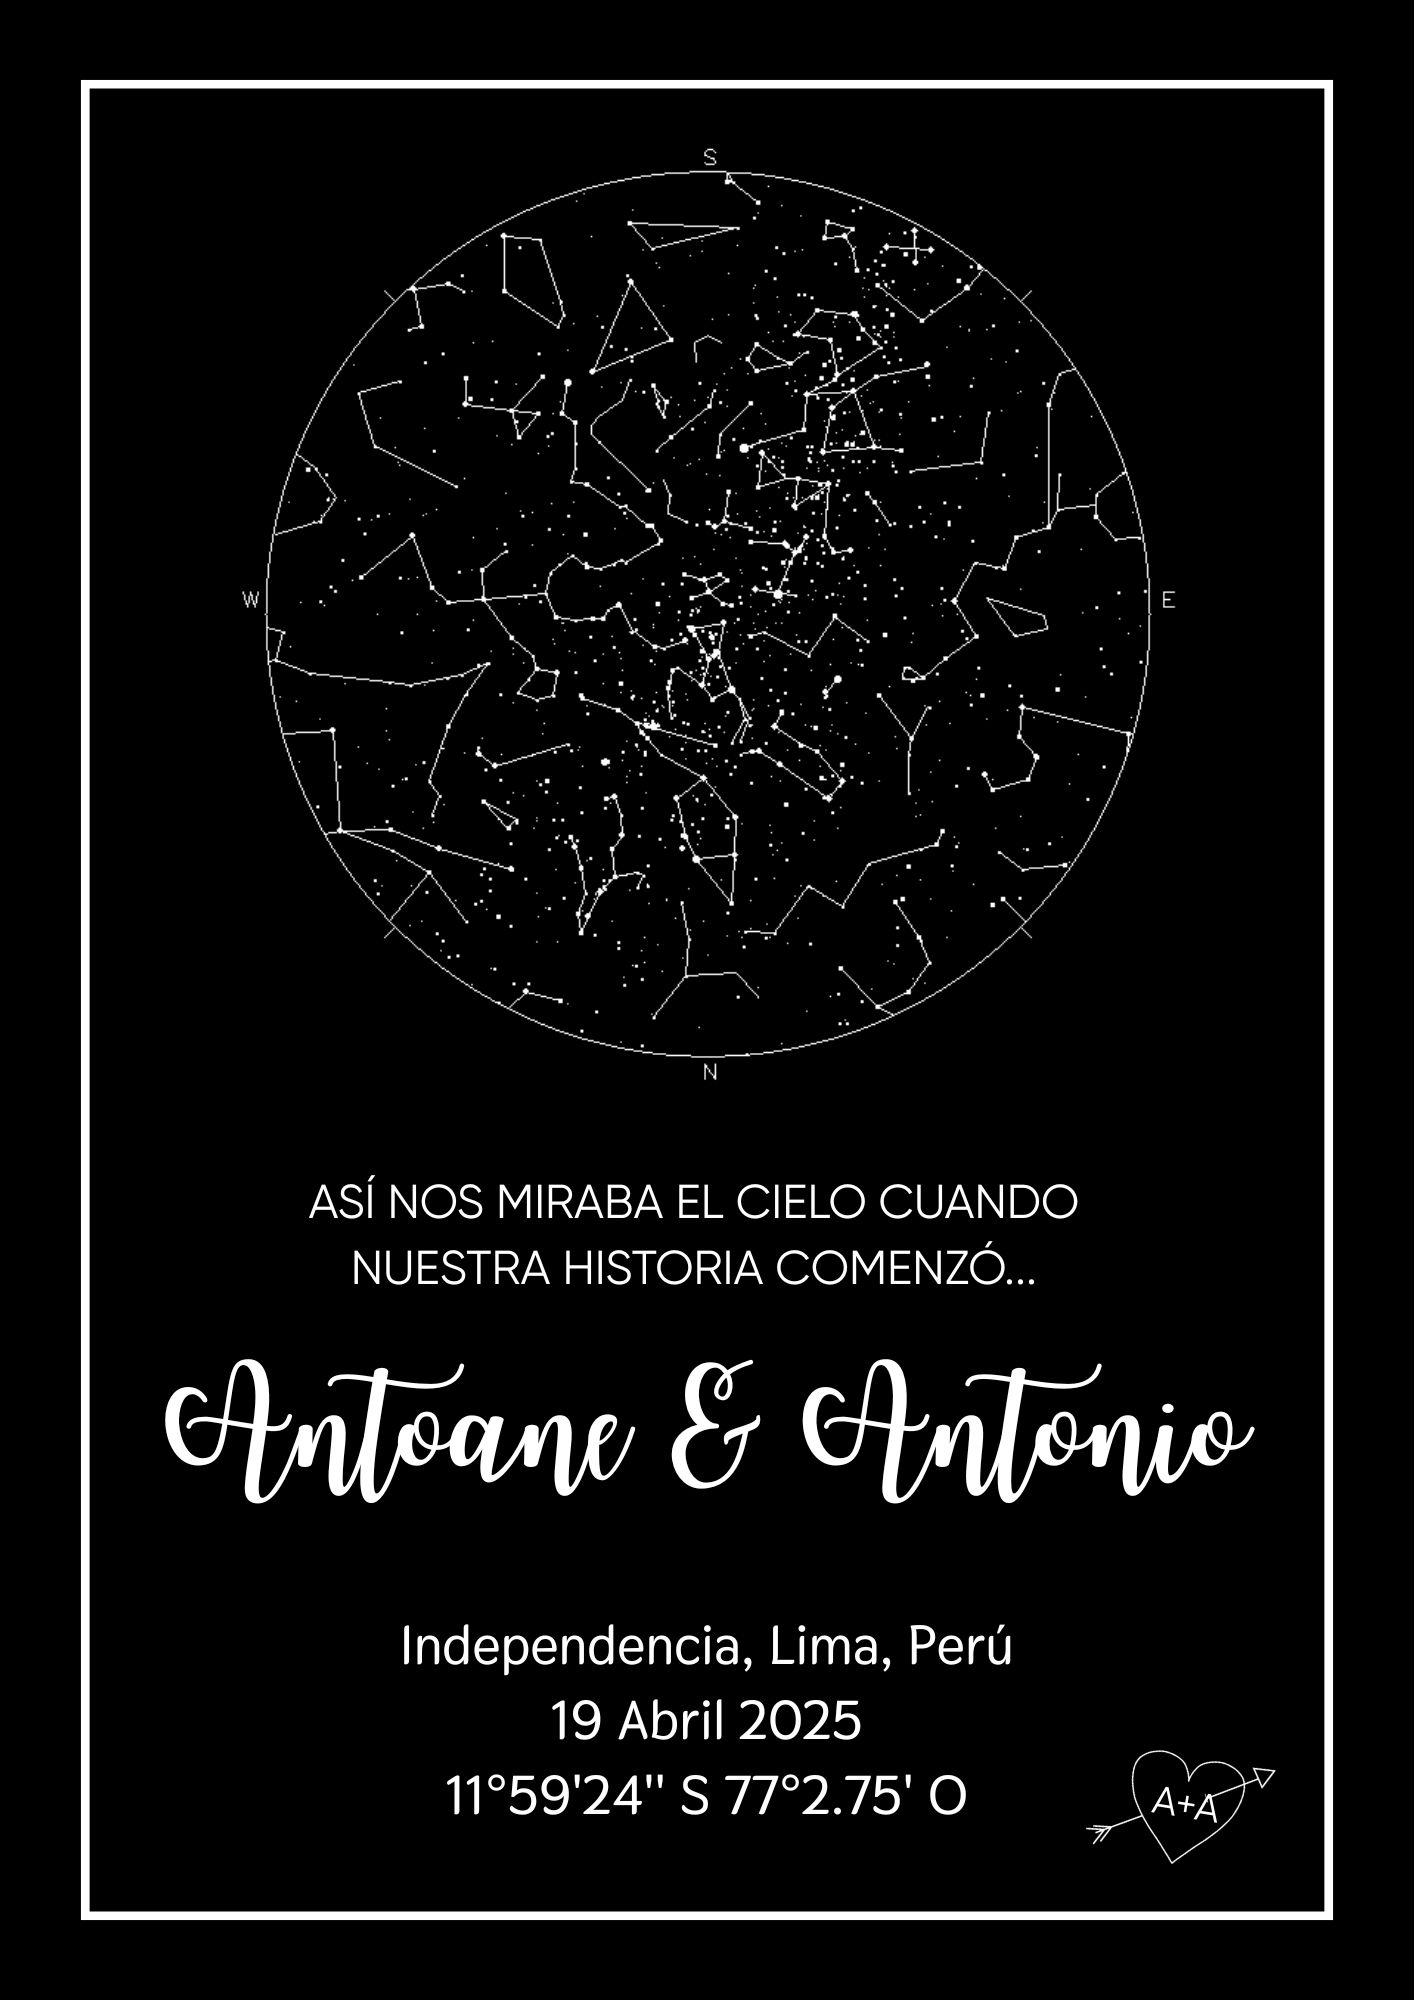 S
W
E
N
ASÍ NOS MIRABA EL CIELO CUANDO
NUESTRA HISTORIA COMENZÓ...
Antoane & Antonio
Independencia, Lima, Perú
19 Abril 2025
11°59'24'' S 77°2.75' O
A+A